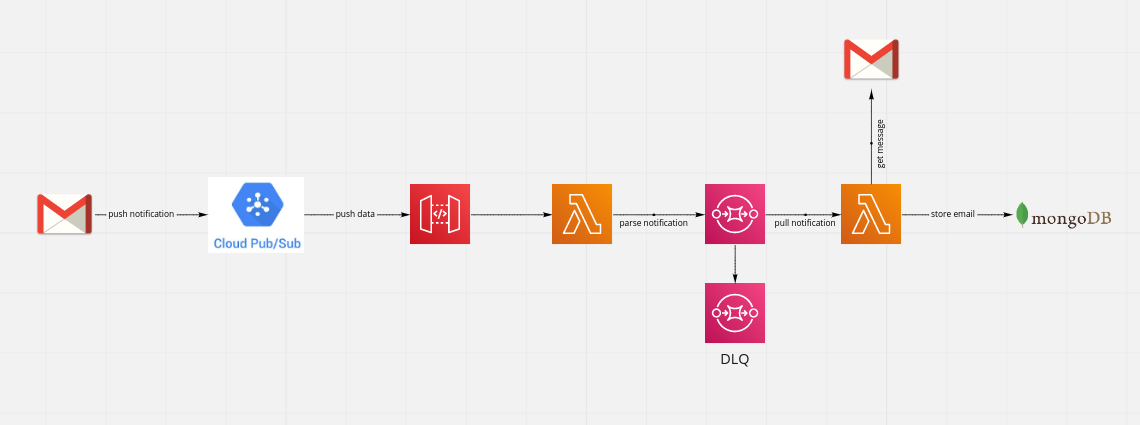 get message
push notification
Cloud Pub/Sub
push data
</>
parse notification
pull notification
store email
mongoDB
DLQ